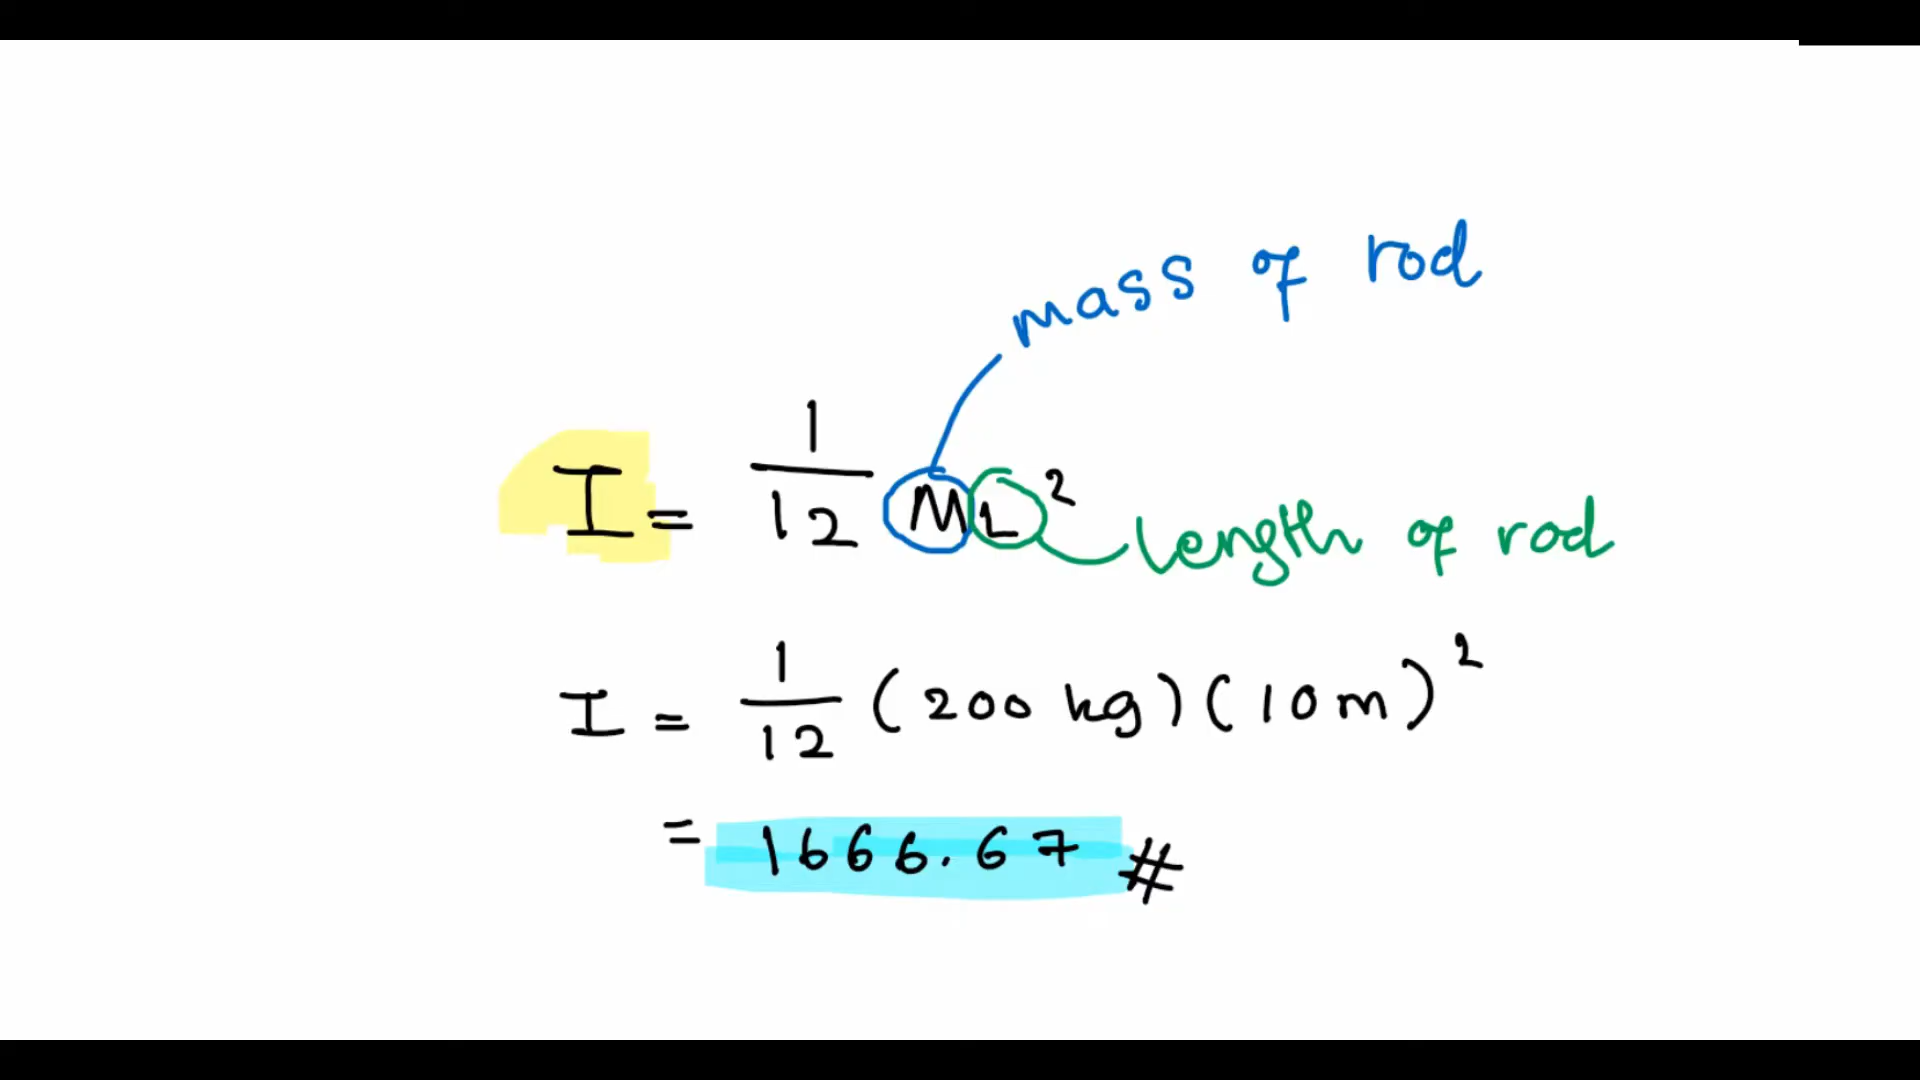 mass of rod
I = 1/12 ML²
length of rod
I = 1/12 (200 kg)(10 m)²
= 1666.67 #